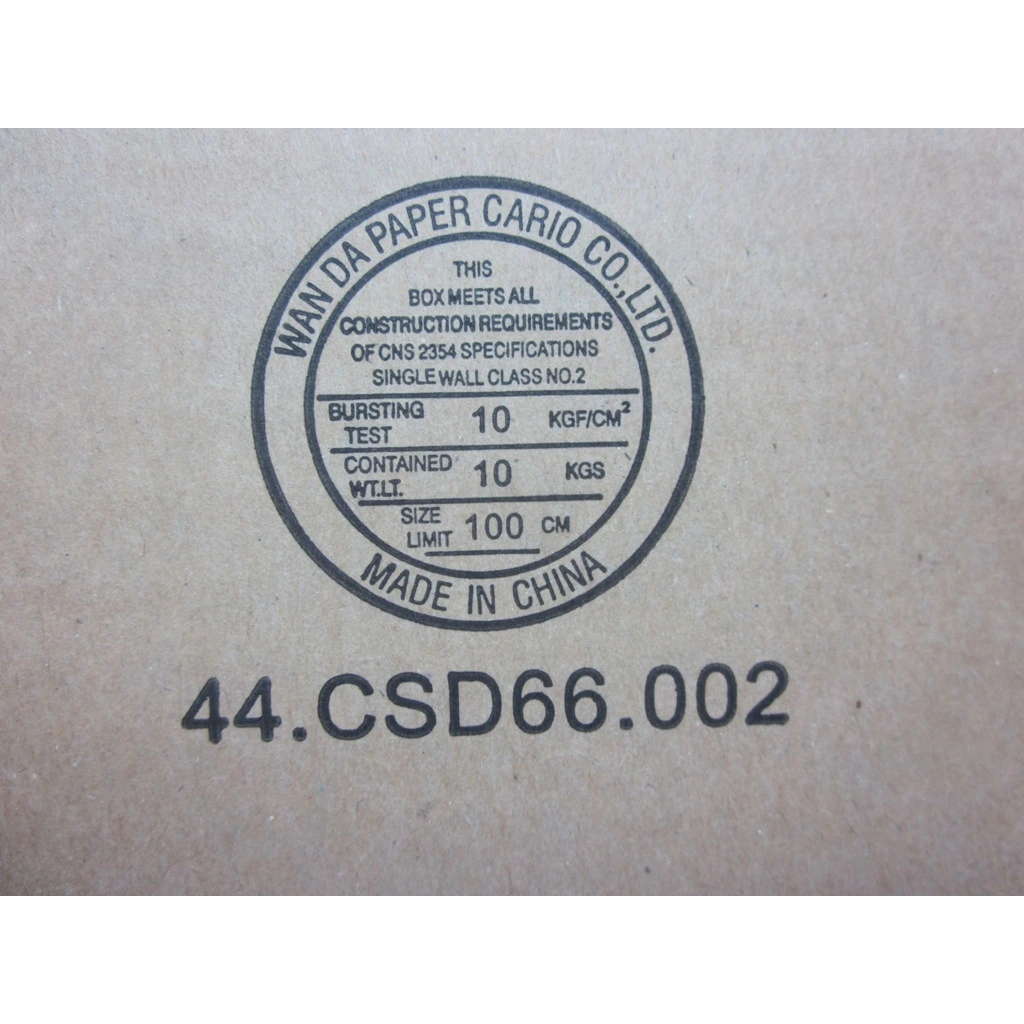 WAN DA PAPER CARIO CO.,LTD.
THIS
BOX MEETS ALL
CONSTRUCTION REQUIREMENTS
OF CNS 2354 SPECIFICATIONS
SINGLE WALL CLASS NO.2
BURSTING TEST 10 KGF/CM²
CONTAINED WT.LT. 10 KGS
SIZE LIMIT 100 CM
MADE IN CHINA
44.CSD66.002